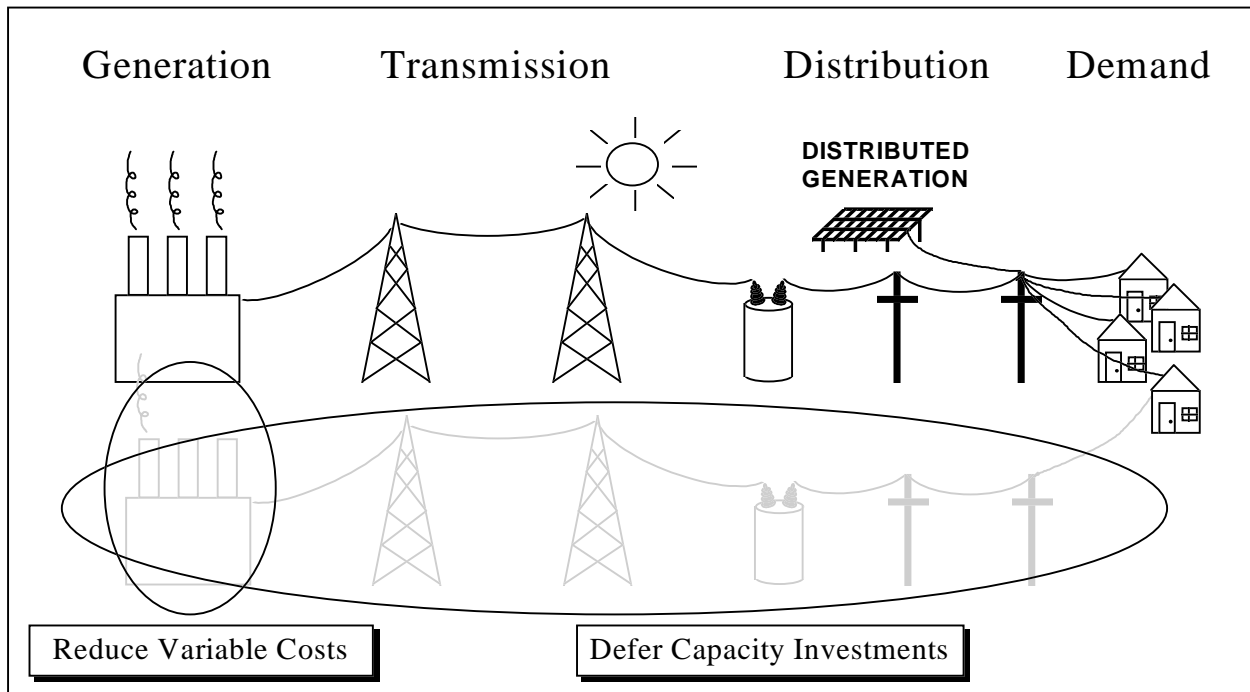 Generation
Transmission
Distribution
Demand
DISTRIBUTED
GENERATION
Reduce Variable Costs
Defer Capacity Investments